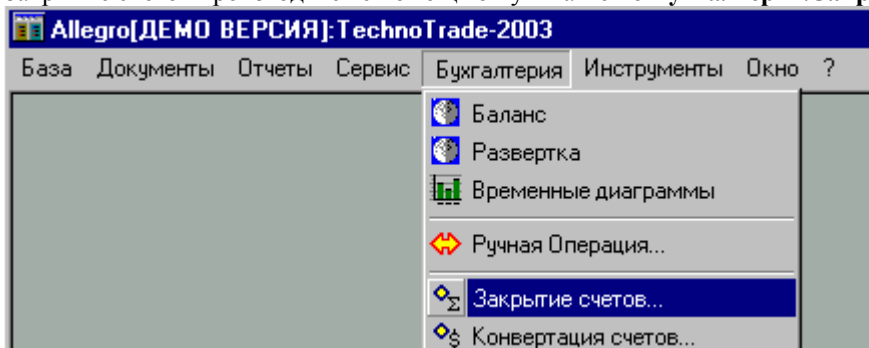 Allegro[ДЕМО ВЕРСИЯ]:TechnoTrade-2003
База Документы Отчеты Сервис Бухгалтерия Инструменты Окно ?
Баланс
Развертка
Временные диаграммы
Ручная Операция...
Закрытие счетов...
Конвертация счетов...